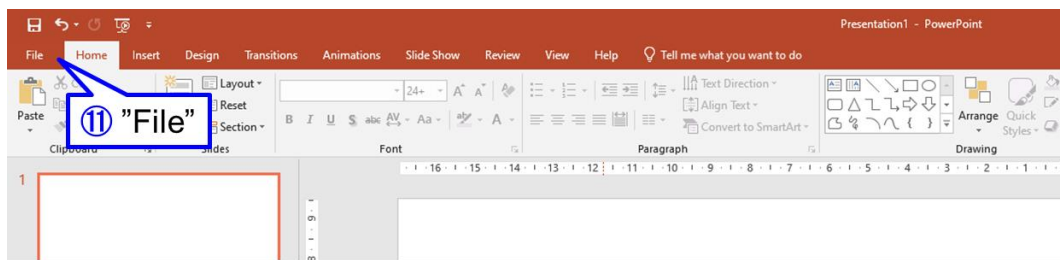 Presentation1 - PowerPoint
File Home Insert Design Transitions Animations Slide Show Review View Help Tell me what you want to do
Layout Text Direction
24+ A A
Reset Align Text
Paste Arrange Quick
⑪ ”File” Section B I U S abc AV Aa A Convert to SmartArt Styles
Clipboard Slides Font Paragraph Drawing
16 15 14 13 12 11 10 9 8 7 6 5 4 3 2 1
1
9
8